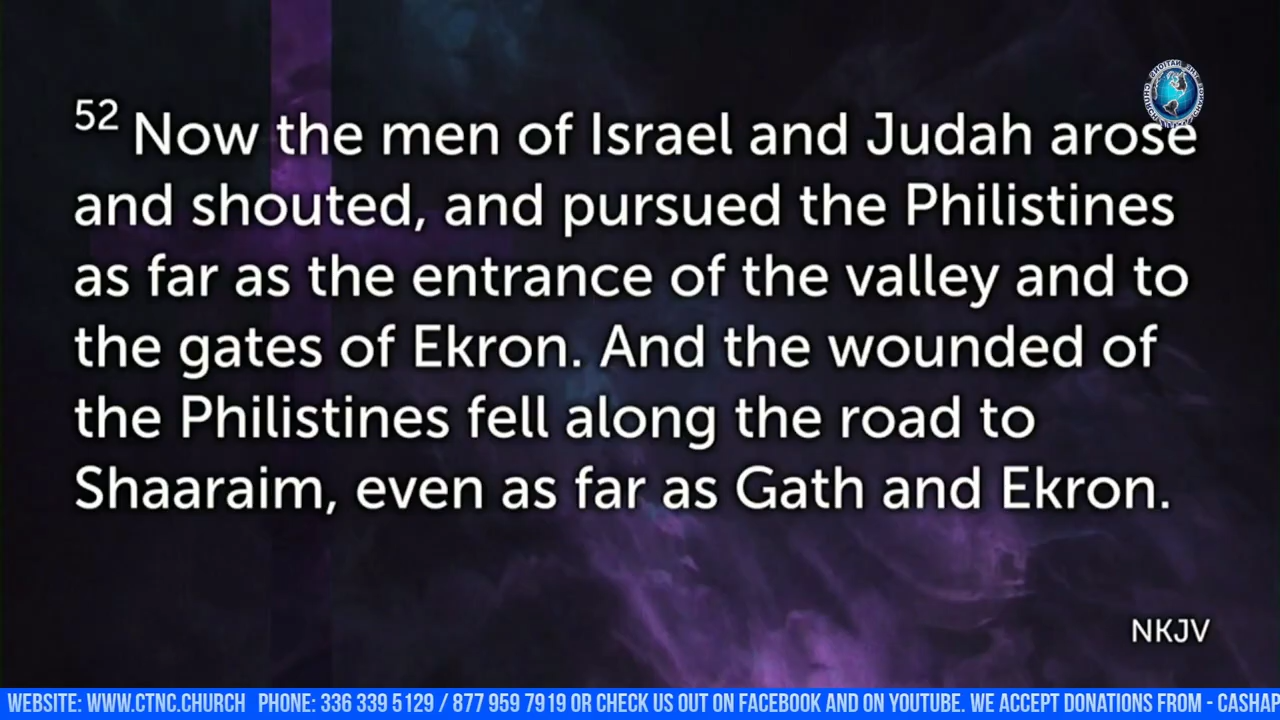 52 Now the men of Israel and Judah arose
and shouted, and pursued the Philistines
as far as the entrance of the valley and to
the gates of Ekron. And the wounded of
the Philistines fell along the road to
Shaaraim, even as far as Gath and Ekron.
NKJV
WEBSITE: WWW.CTNC.CHURCH PHONE: 336 339 5129 / 877 959 7919 OR CHECK US OUT ON FACEBOOK AND ON YOUTUBE. WE ACCEPT DONATIONS FROM - CASHAP